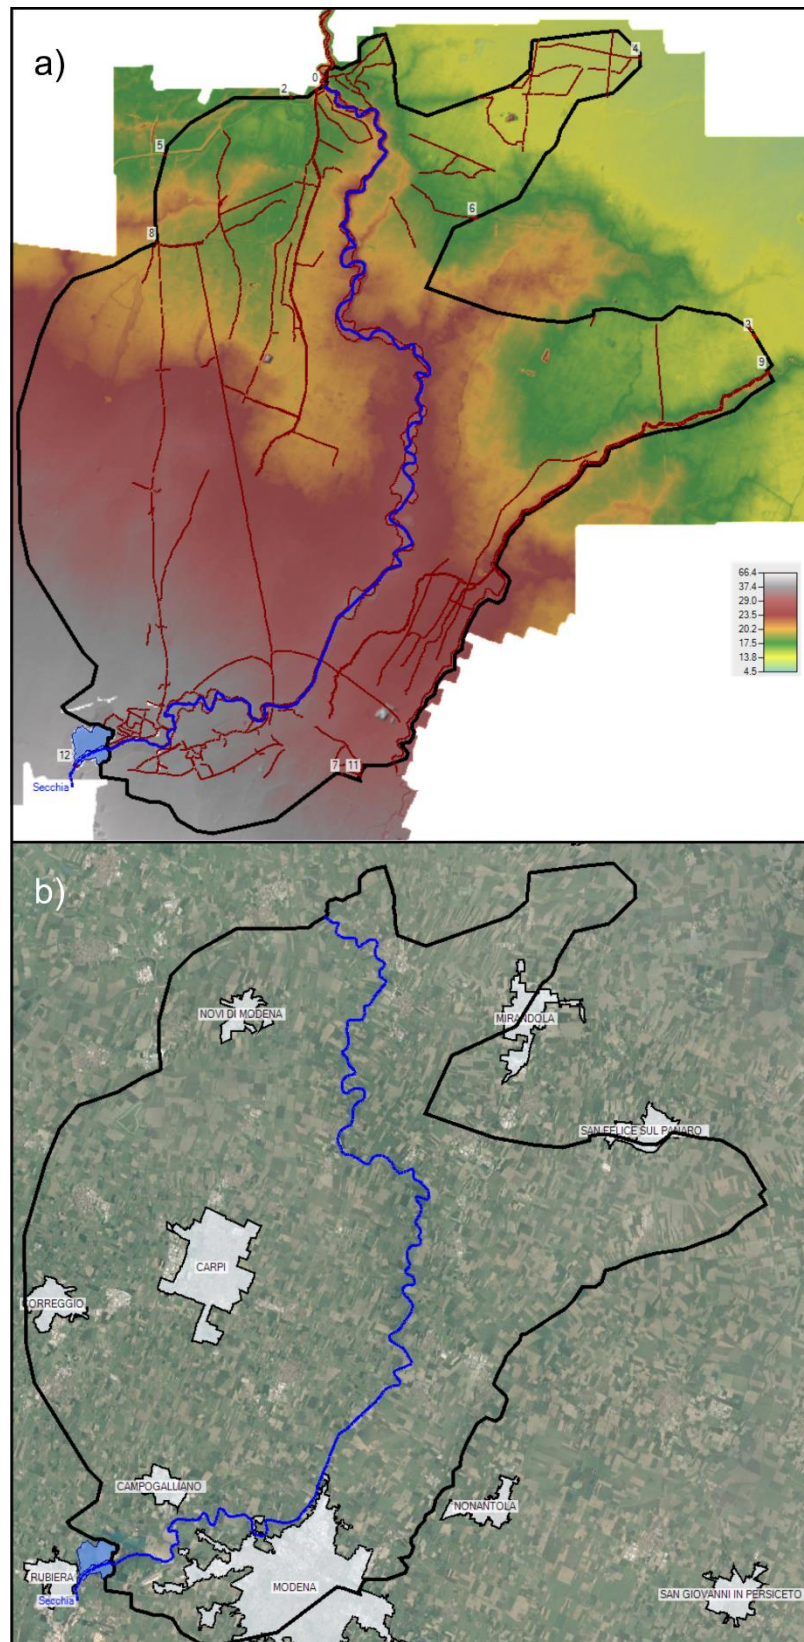 a)
0
2
4
5
6
8
3
9
66.4
37.4
29.0
23.5
20.2
17.5
13.8
4.5
12
7 11
Secchia
b)
NOVI DI MODENA
MIRANDOLA
SAN FELICE SUL PANARO
CARPI
ORREGGIO
CAMPOGALLIANO
NONANTOLA
RUBIERA
MODENA
SAN GIOVANNI IN PERSICETO
Secchia